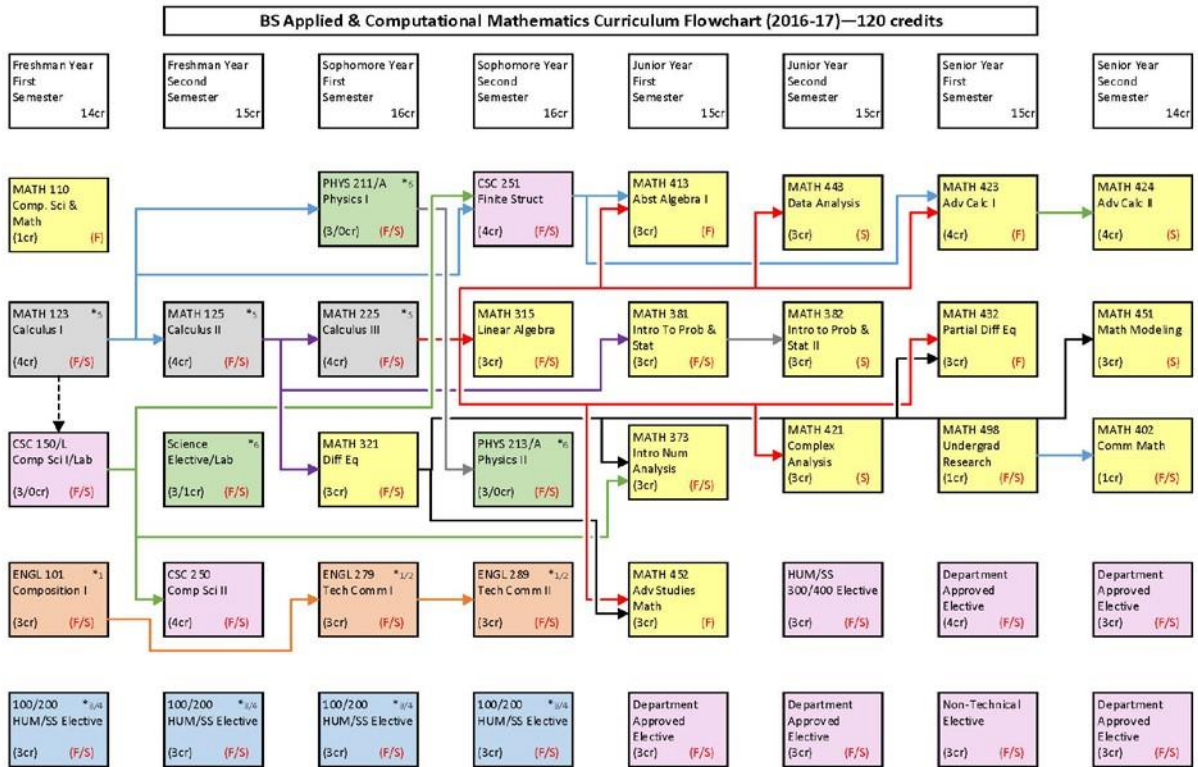 BS Applied & Computational Mathematics Curriculum Flowchart (2016-17)—120 credits
Freshman Year
First
Semester
14cr
Freshman Year
Second
Semester
15cr
Sophomore Year
First
Semester
16cr
Sophomore Year
Second
Semester
16cr
Junior Year
First
Semester
15cr
Junior Year
Second
Semester
15cr
Senior Year
First
Semester
15cr
Senior Year
Second
Semester
14cr
MATH 110
Comp. Sci &
Math
(1cr) (F)
PHYS 211/A *6
Physics I
(3/0cr) (F/S)
CSC 251
Finite Struct
(4cr) (F/S)
MATH 413
Abst Algebra I
(3cr) (F)
MATH 443
Data Analysis
(3cr) (S)
MATH 423
Adv Calc I
(4cr) (F)
MATH 424
Adv Calc II
(4cr) (S)
MATH 123 *5
Calculus I
(4cr) (F/S)
MATH 125 *5
Calculus II
(4cr) (F/S)
MATH 225 *5
Calculus III
(4cr) (F/S)
MATH 315
Linear Algebra
(3cr) (F/S)
MATH 381
Intro To Prob &
Stat
(3cr) (F/S)
MATH 382
Intro to Prob &
Stat II
(3cr) (S)
MATH 432
Partial Diff Eq
(3cr) (F)
MATH 451
Math Modeling
(3cr) (S)
CSC 150/L
Comp Sci I/Lab
(3/0cr) (F/S)
Science *6
Elective/Lab
(3/1cr) (F/S)
MATH 321
Diff Eq
(3cr) (F/S)
PHYS 213/A *6
Physics II
(3/0cr) (F/S)
MATH 373
Intro Num
Analysis
(3cr) (F/S)
MATH 421
Complex
Analysis
(3cr) (S)
MATH 498
Undergrad
Research
(1cr) (F/S)
MATH 402
Comm Math
(1cr) (F/S)
ENGL 101 *1
Composition I
(3cr) (F/S)
CSC 250
Comp Sci II
(4cr) (F/S)
ENGL 279 *1/2
Tech Comm I
(3cr) (F/S)
ENGL 289 *1/2
Tech Comm II
(3cr) (F/S)
MATH 452
Adv Studies
Math
(3cr) (F)
HUM/SS
300/400 Elective
(3cr) (F/S)
Department
Approved
Elective
(4cr) (F/S)
Department
Approved
Elective
(3cr) (F/S)
100/200 *3/4
HUM/SS Elective
(3cr) (F/S)
100/200 *3/4
HUM/SS Elective
(3cr) (F/S)
100/200 *3/4
HUM/SS Elective
(3cr) (F/S)
100/200 *3/4
HUM/SS Elective
(3cr) (F/S)
Department
Approved
Elective
(3cr) (F/S)
Department
Approved
Elective
(3cr) (F/S)
Non-Technical
Elective
(3cr) (F/S)
Department
Approved
Elective
(3cr) (F/S)